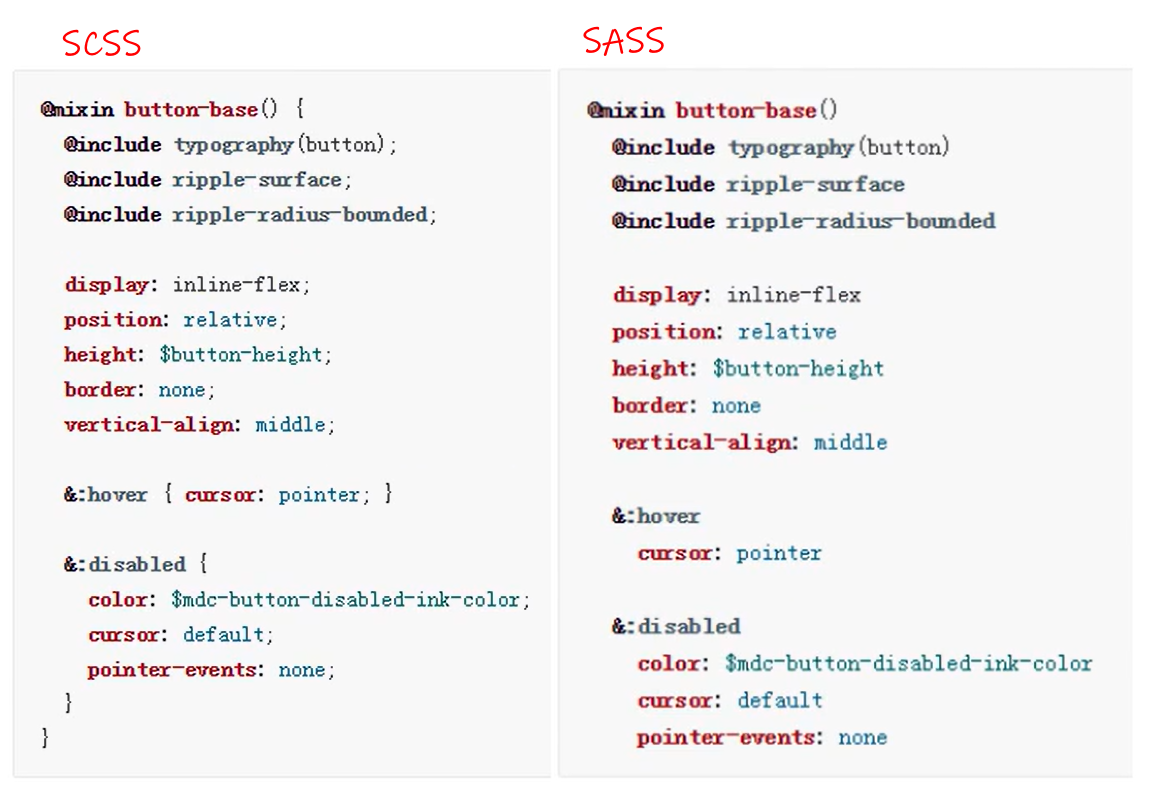 SCSS
@mixin button-base() {
  @include typography(button);
  @include ripple-surface;
  @include ripple-radius-bounded;

  display: inline-flex;
  position: relative;
  height: $button-height;
  border: none;
  vertical-align: middle;

  &:hover { cursor: pointer; }

  &:disabled {
    color: $mdc-button-disabled-ink-color;
    cursor: default;
    pointer-events: none;
  }
}
SASS
@mixin button-base()
  @include typography(button)
  @include ripple-surface
  @include ripple-radius-bounded

  display: inline-flex
  position: relative
  height: $button-height
  border: none
  vertical-align: middle

  &:hover
    cursor: pointer

  &:disabled
    color: $mdc-button-disabled-ink-color
    cursor: default
    pointer-events: none